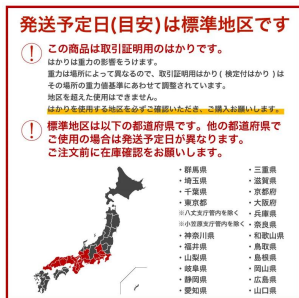 発送予定日(目安)は標準地区です
この商品は取引証明用のはかりです。
はかりは重力の影響をうけます。
重力は場所によって異なるので、取引証明用はかり(検定付はかり)は
その場所の重力値基準にあわせて調整されています。
地区を超えた使用はできません。
はかりを使用する地区を必ずご確認いただき、ご購入お願いします。
標準地区は以下の都道府県です。他の都道府県で
ご使用の場合は発送予定日が異なります。
ご注文前に在庫確認をお願いします。
・群馬県
・埼玉県
・千葉県
・東京都
※八丈支庁管内を除く
※小笠原支庁管内を除く
・神奈川県
・福井県
・山梨県
・岐阜県
・静岡県
・愛知県
・三重県
・滋賀県
・京都府
・大阪府
・兵庫県
・奈良県
・和歌山県
・鳥取県
・島根県
・岡山県
・広島県
・山口県